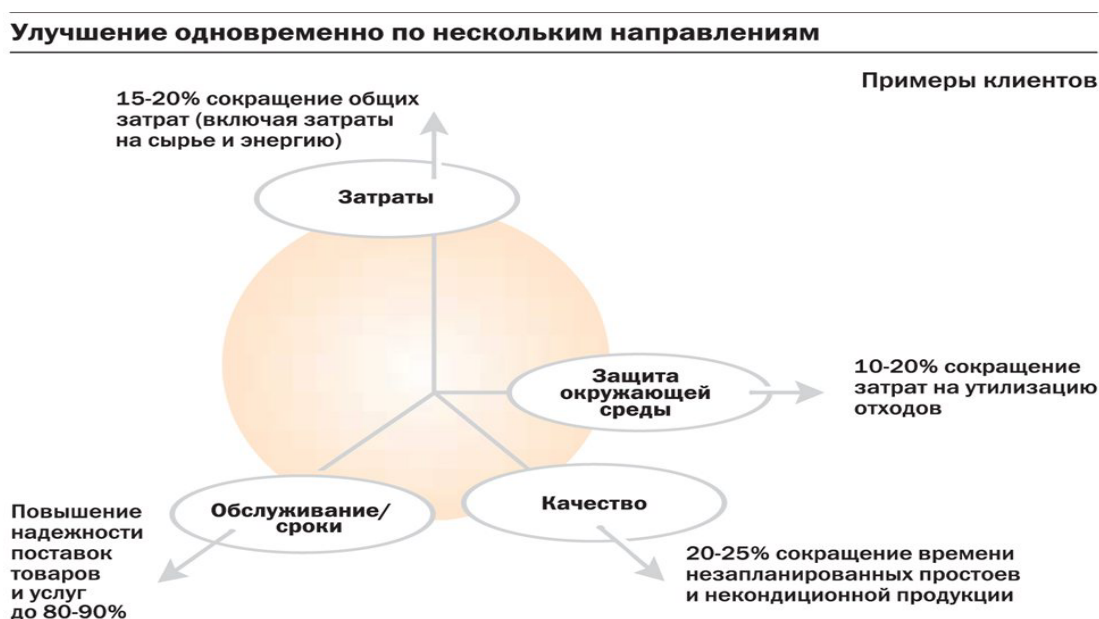 Улучшение одновременно по нескольким направлениям
Примеры клиентов
15-20% сокращение общих
затрат (включая затраты
на сырье и энергию)
Затраты
Защита
окружающей
среды
10-20% сокращение
затрат на утилизацию
отходов
Обслуживание/
сроки
Качество
Повышение
надежности
поставок
товаров
и услуг
до 80-90%
20-25% сокращение времени
незапланированных простоев
и некондиционной продукции